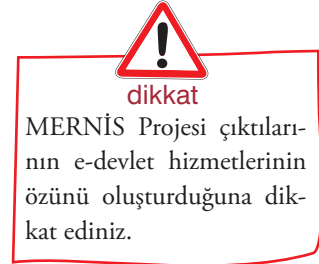 dikkat
MERNİS Projesi çıktıları-
nın e-devlet hizmetlerinin
özünü oluşturduğuna dik-
kat ediniz.